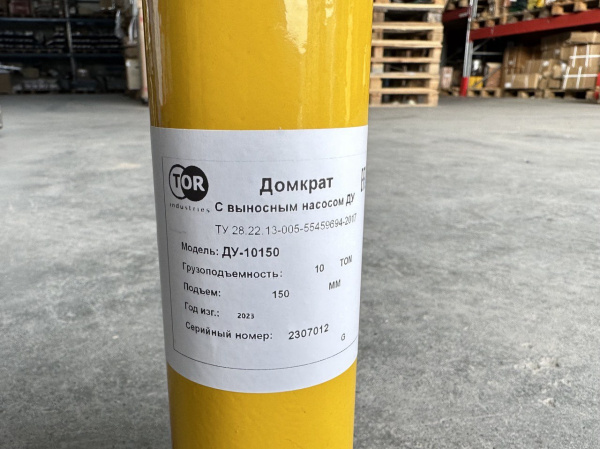 TOR
industries
Домкрат
С выносным насосом ДУ
ТУ 28.22.13-005-55459694-2017
Модель: ДУ-10150
Грузоподъемность: 10 TON
Подъем: 150 MM
Год изг.: 2023
Серийный номер: 2307012 G